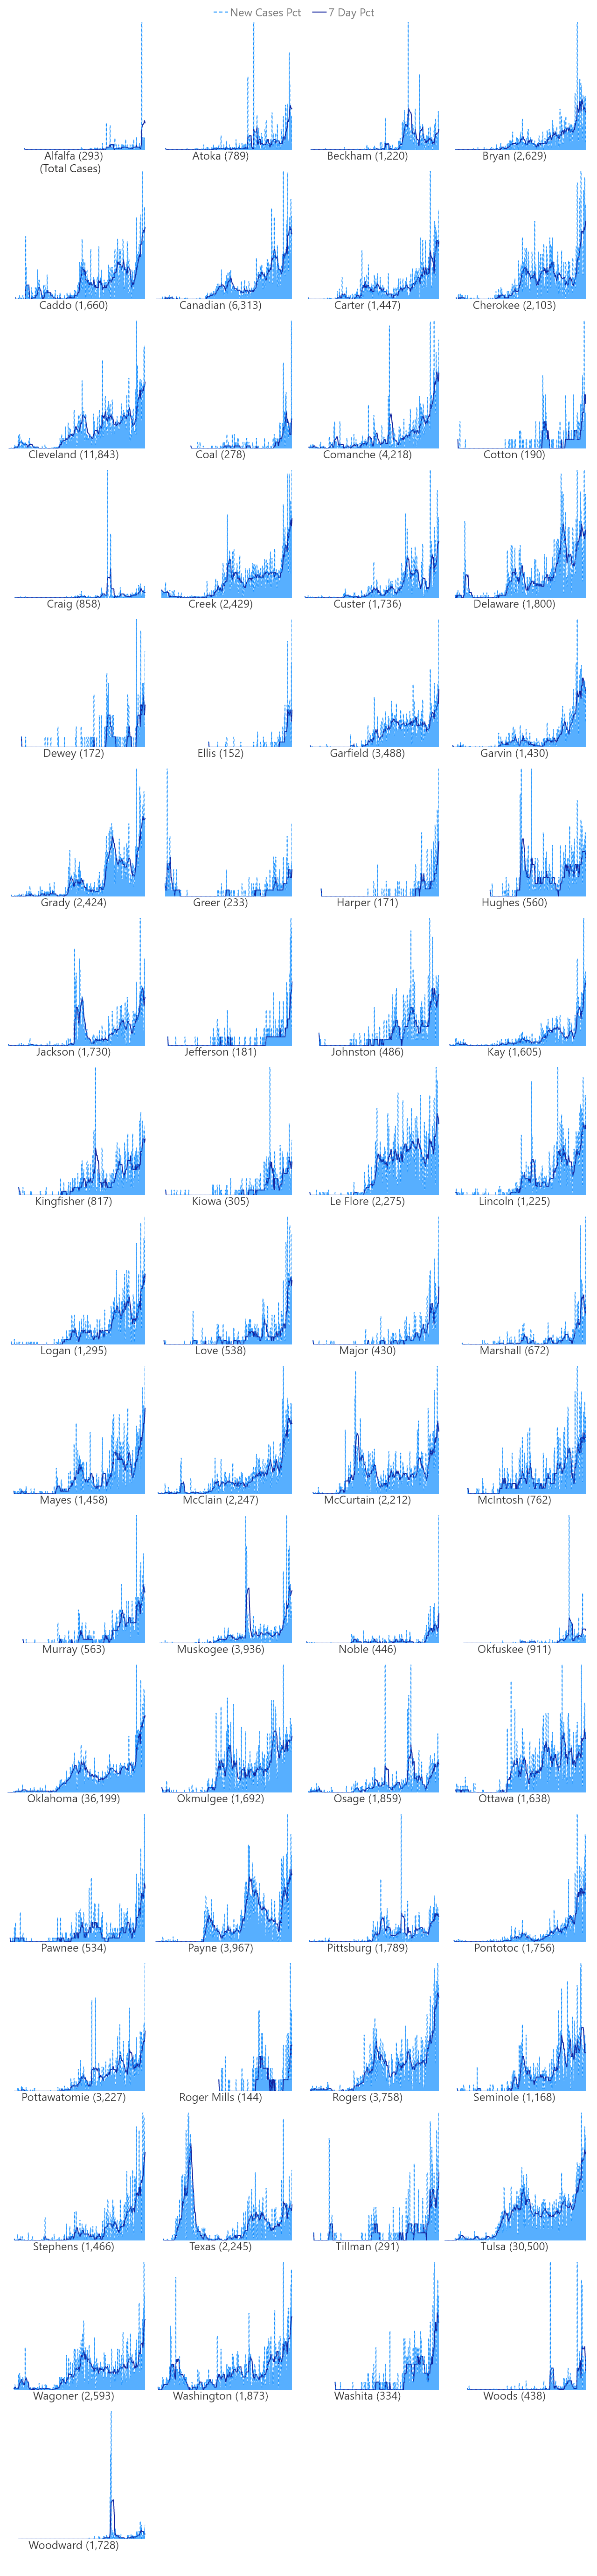 New Cases Pct 7 Day Pct
Alfalfa (293) Atoka (789) Beckham (1,220) Bryan (2,629)
(Total Cases)
Caddo (1,660) Canadian (6,313) Carter (1,447) Cherokee (2,103)
Cleveland (11,843) Coal (278) Comanche (4,218) Cotton (190)
Craig (858) Creek (2,429) Custer (1,736) Delaware (1,800)
Dewey (172) Ellis (152) Garfield (3,488) Garvin (1,430)
Grady (2,424) Greer (233) Harper (171) Hughes (560)
Jackson (1,730) Jefferson (181) Johnston (486) Kay (1,605)
Kingfisher (817) Kiowa (305) Le Flore (2,275) Lincoln (1,225)
Logan (1,295) Love (538) Major (430) Marshall (672)
Mayes (1,458) McClain (2,247) McCurtain (2,212) McIntosh (762)
Murray (563) Muskogee (3,936) Noble (446) Okfuskee (911)
Oklahoma (36,199) Okmulgee (1,692) Osage (1,859) Ottawa (1,638)
Pawnee (534) Payne (3,967) Pittsburg (1,789) Pontotoc (1,756)
Pottawatomie (3,227) Roger Mills (144) Rogers (3,758) Seminole (1,168)
Stephens (1,466) Texas (2,245) Tillman (291) Tulsa (30,500)
Wagoner (2,593) Washington (1,873) Washita (334) Woods (438)
Woodward (1,728)